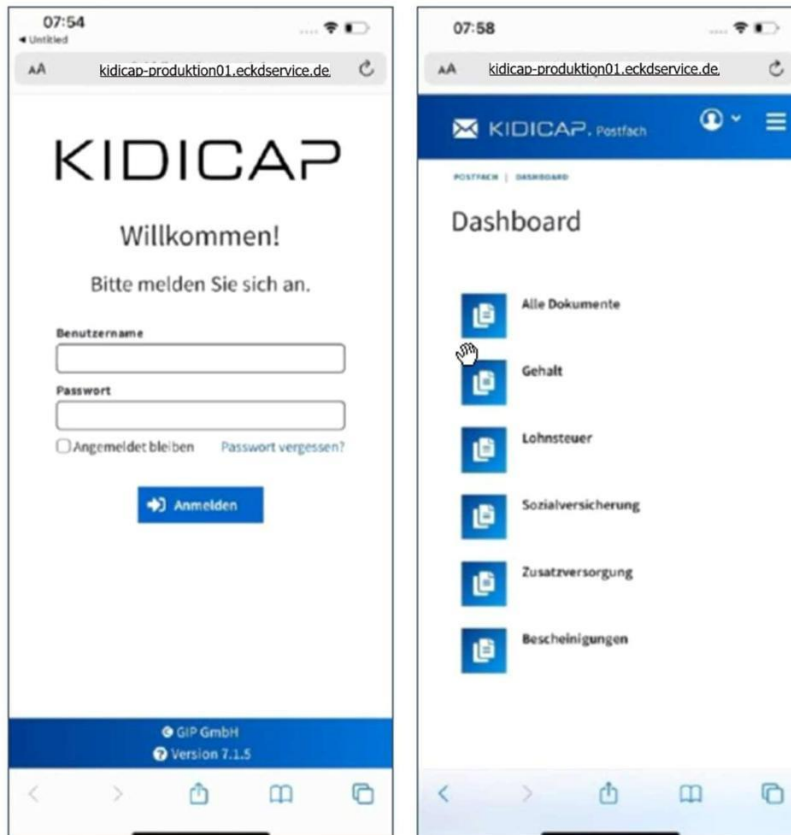 07:54
◀ Untitled
AA kidicap-produktion01.eckdservice.de
KIDICAP
Willkommen!
Bitte melden Sie sich an.
Benutzername
Passwort
Angemeldet bleiben Passwort vergessen?
Anmelden
GIP GmbH
Version 7.1.5
07:58
AA kidicap-produktion01.eckdservice.de
KIDICAP. Postfach
POSTFACH | DASHBOARD
Dashboard
Alle Dokumente
Gehalt
Lohnsteuer
Sozialversicherung
Zusatzversorgung
Bescheinigungen